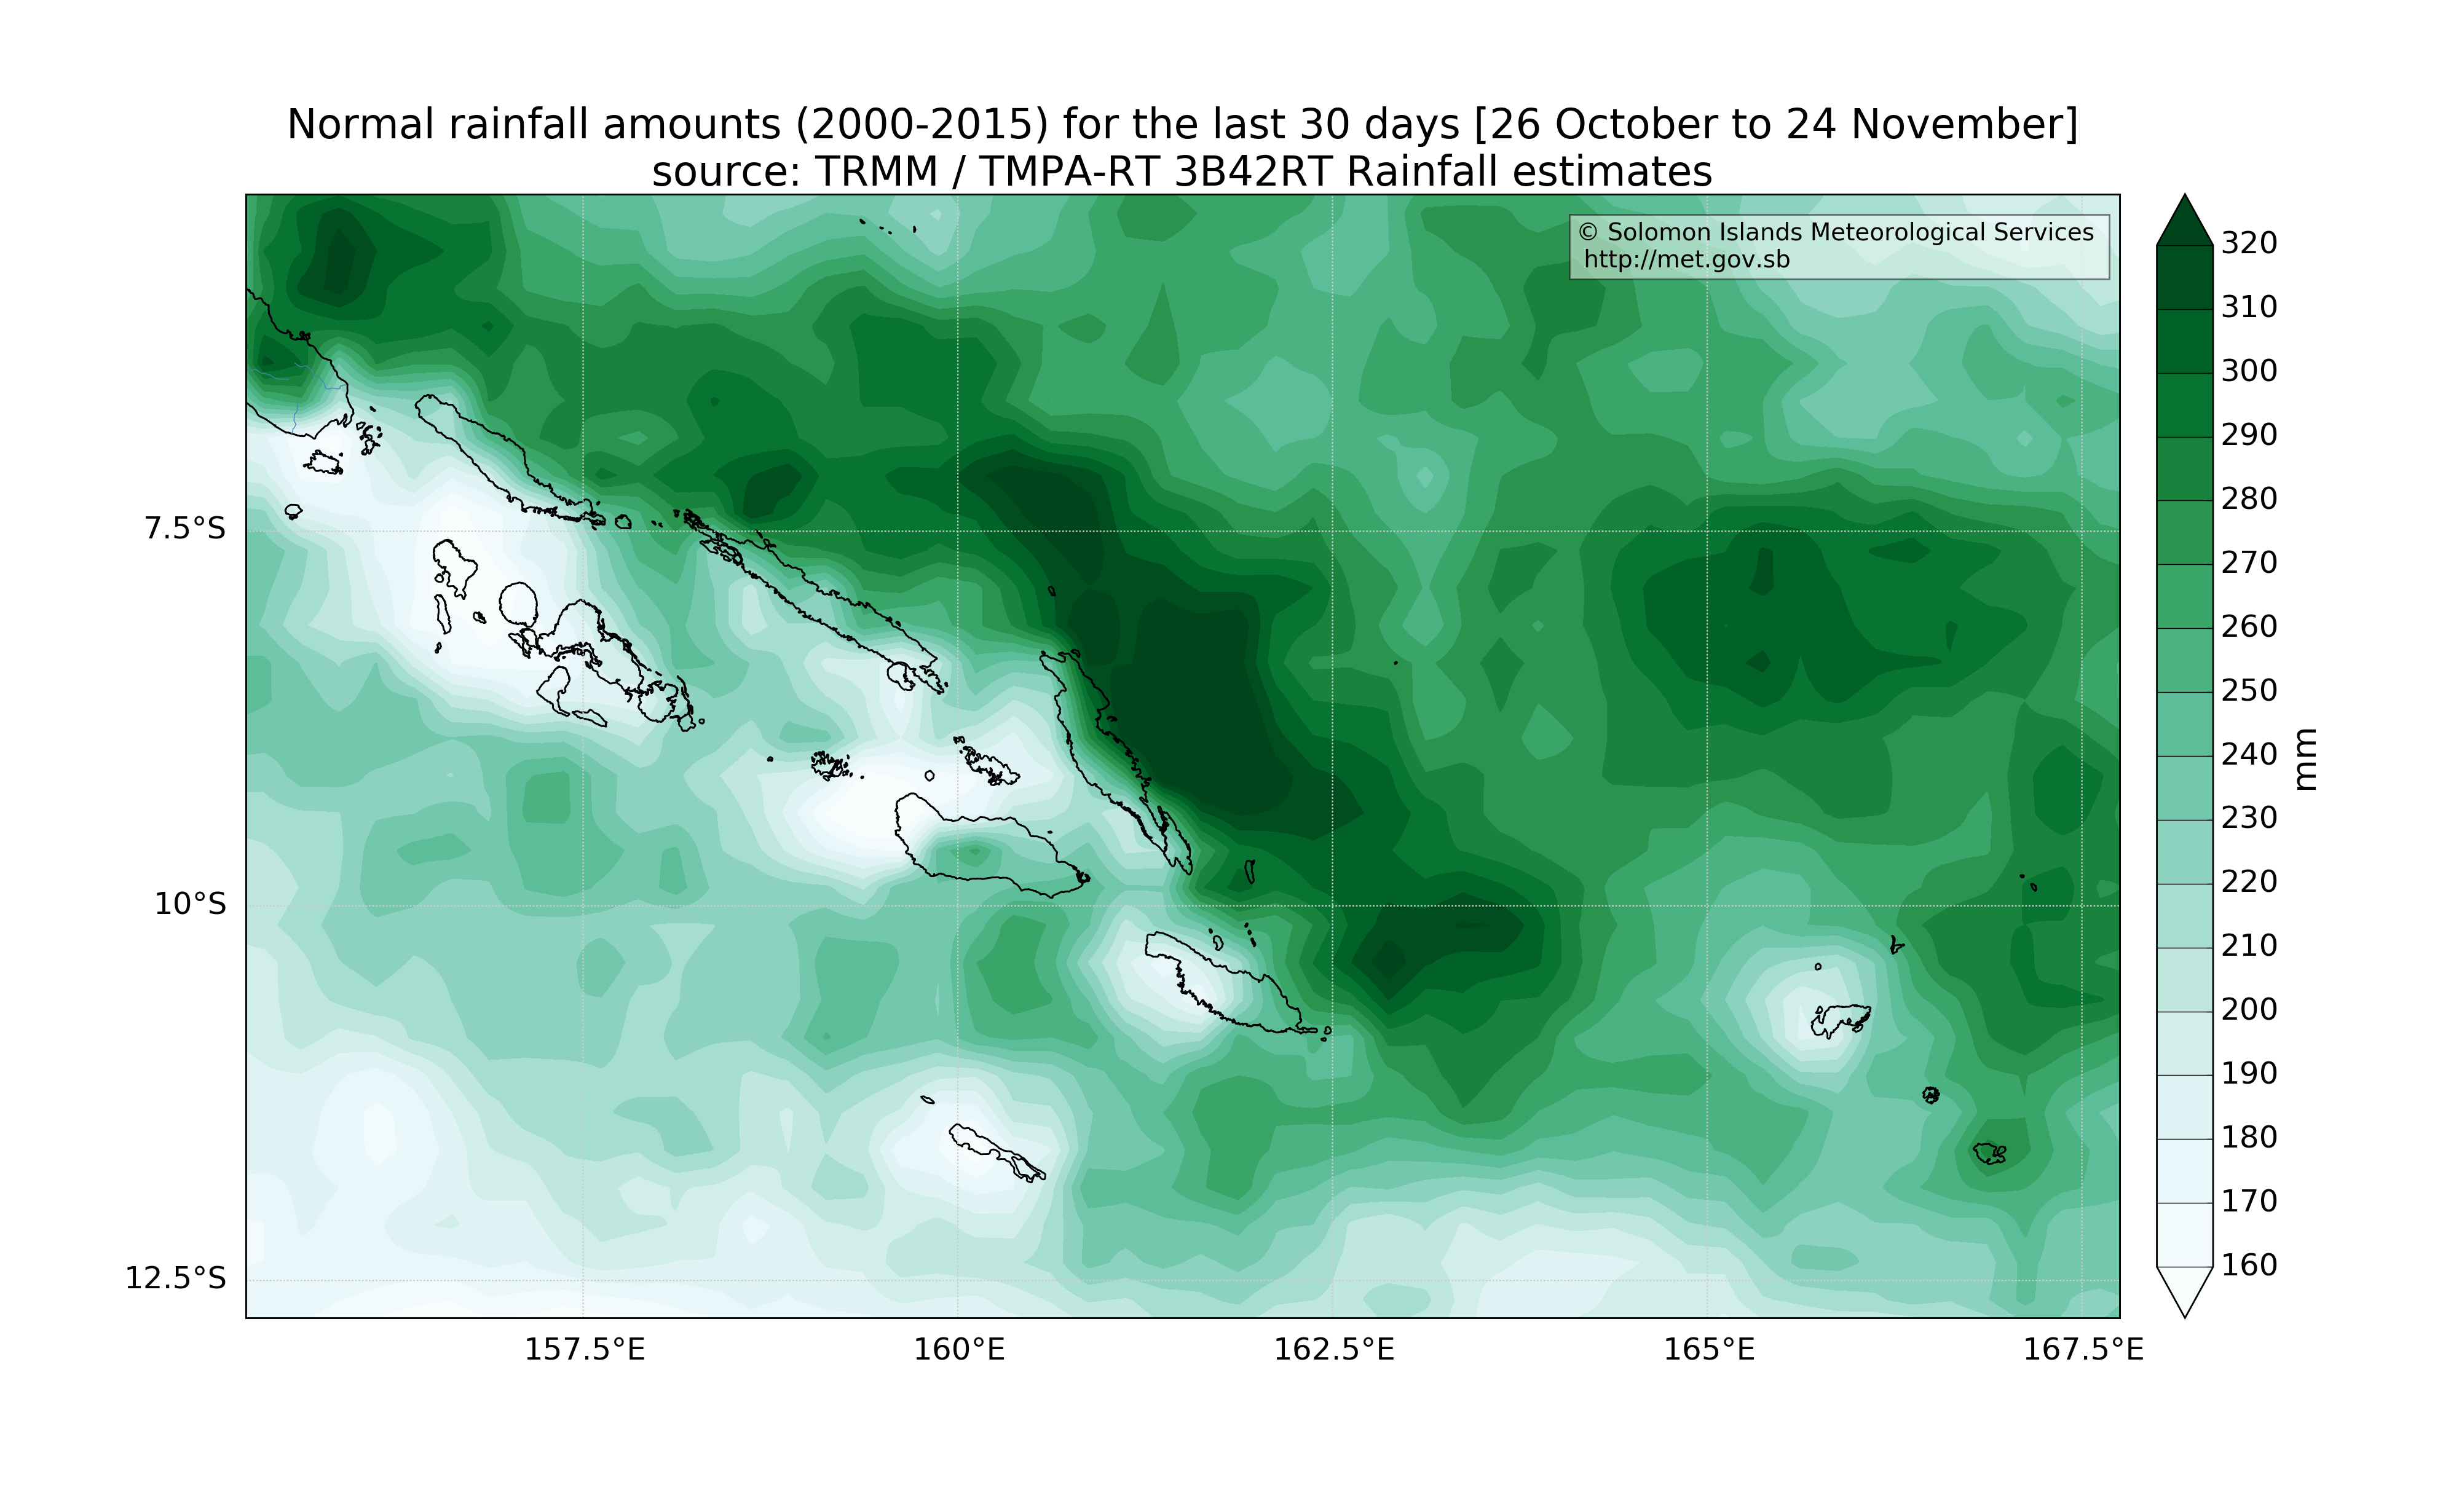 Normal rainfall amounts (2000-2015) for the last 30 days [26 October to 24 November]
source: TRMM / TMPA-RT 3B42RT Rainfall estimates
© Solomon Islands Meteorological Services
http://met.gov.sb
320
310
300
290
280
270
260
250
240
230
220
210
200
190
180
170
160
mm
7.5°S
10°S
12.5°S
157.5°E
160°E
162.5°E
165°E
167.5°E